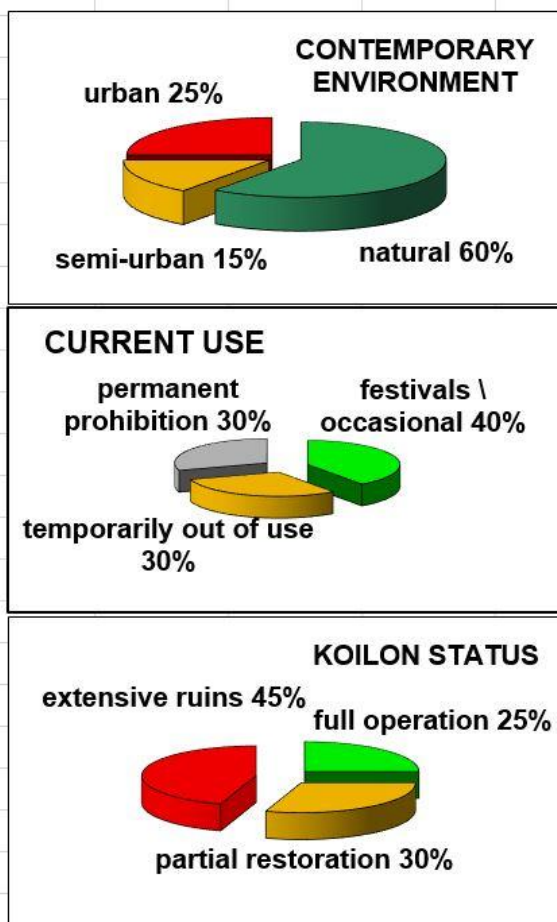 CONTEMPORARY
ENVIRONMENT
urban 25%
semi-urban 15%
natural 60%
CURRENT USE
permanent
prohibition 30%
festivals \
occasional 40%
temporarily out of use
30%
KOILON STATUS
extensive ruins 45%
full operation 25%
partial restoration 30%